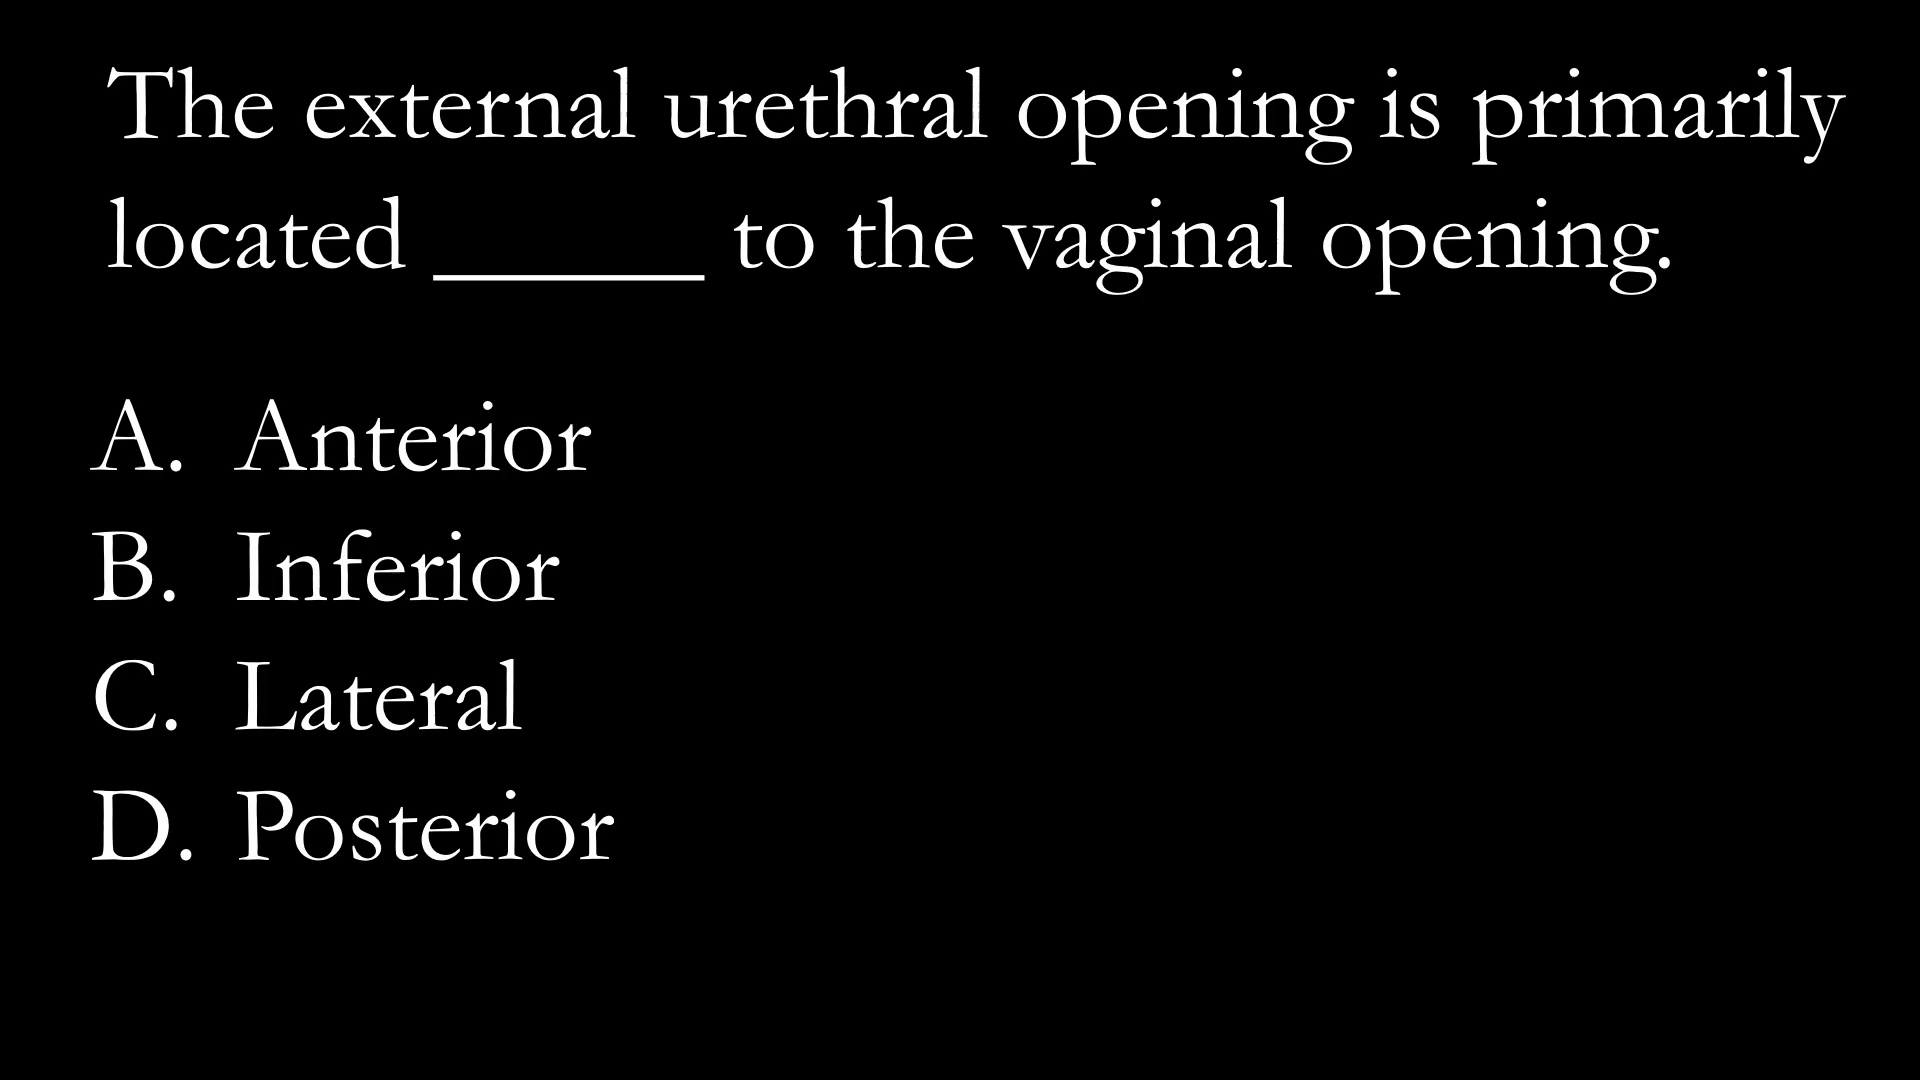 The external urethral opening is primarily
located _____ to the vaginal opening.
A. Anterior
B. Inferior
C. Lateral
D. Posterior